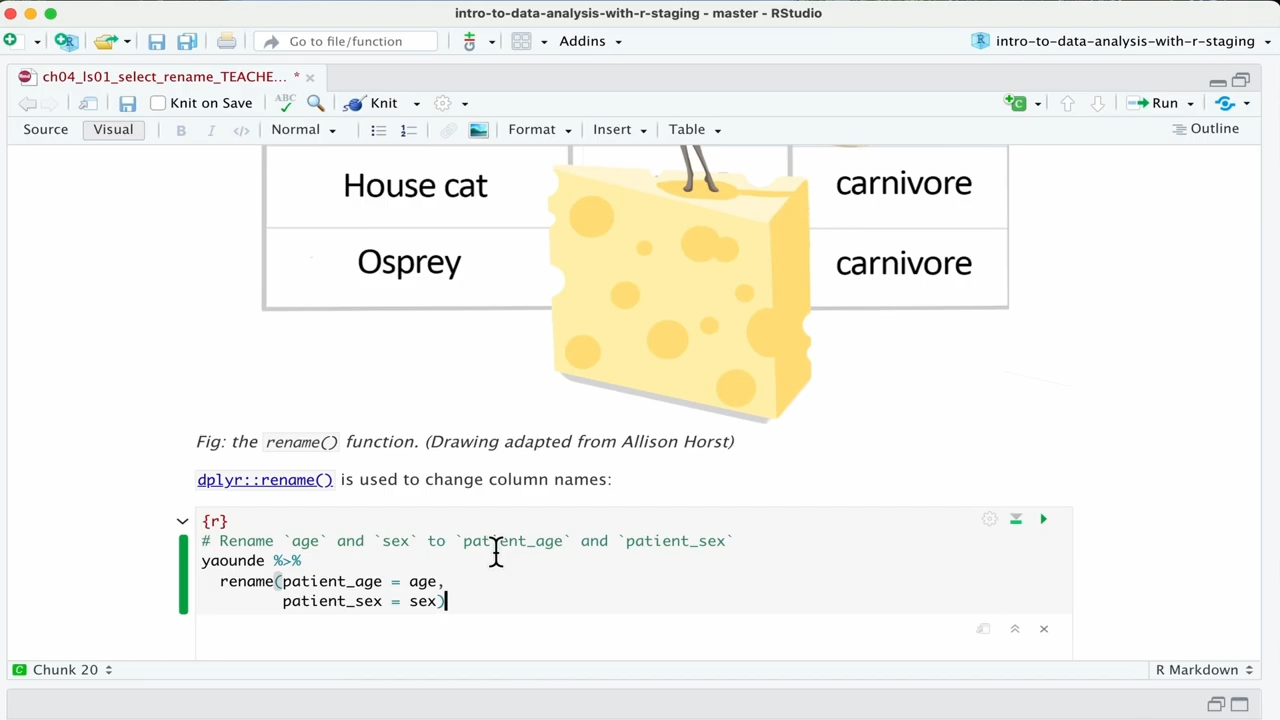 intro-to-data-analysis-with-r-staging - master - RStudio
Go to file/function
Addins
intro-to-data-analysis-with-r-staging
ch04_ls01_select_rename_TEACHE... *
Knit on Save
ABC
Knit
Run
Source
Visual
B
I
Normal
Format
Insert
Table
Outline
House cat
carnivore
Osprey
carnivore
Fig: the rename() function. (Drawing adapted from Allison Horst)
dplyr::rename() is used to change column names:
{r}
# Rename `age` and `sex` to `patient_age` and `patient_sex`
yaounde %>%
rename(patient_age = age,
patient_sex = sex)
C Chunk 20
R Markdown